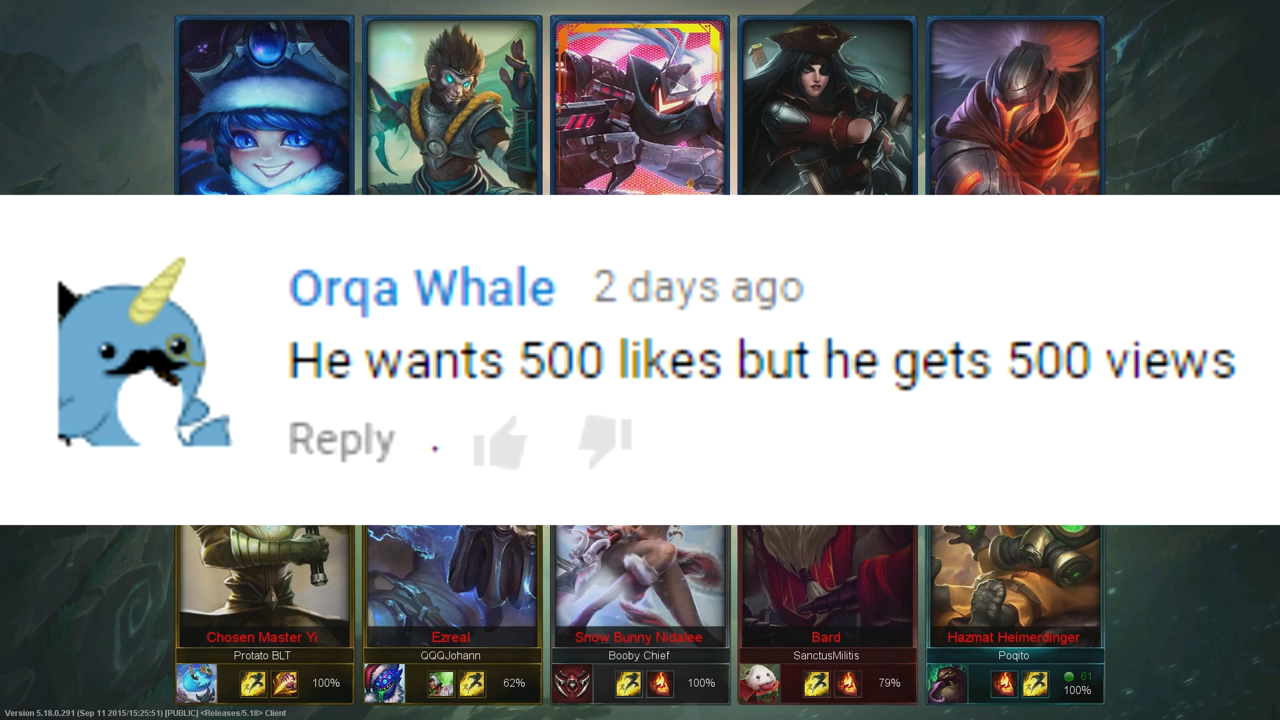 Orqa Whale 2 days ago
He wants 500 likes but he gets 500 views
Reply .
Chosen Master Yi Ezreal Snow Bunny Nidalee Bard Hazmat Heimerdinger
Protato BLT QQQJohann Booby Chief SanctusMilitis Poqito
100% 62% 100% 79% 61 100%
Version 5.18.0.291 (Sep 11 2015/15:25:51) [PUBLIC] <Releases/5.18> Client